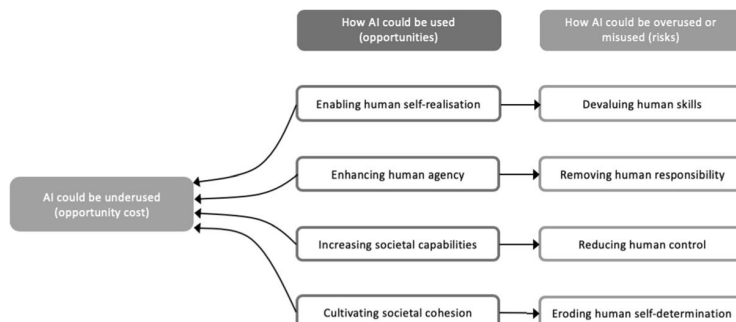 How AI could be used
(opportunities)
How AI could be overused or
misused (risks)
Enabling human self-realisation
Devaluing human skills
Enhancing human agency
Removing human responsibility
AI could be underused
(opportunity cost)
Increasing societal capabilities
Reducing human control
Cultivating societal cohesion
Eroding human self-determination